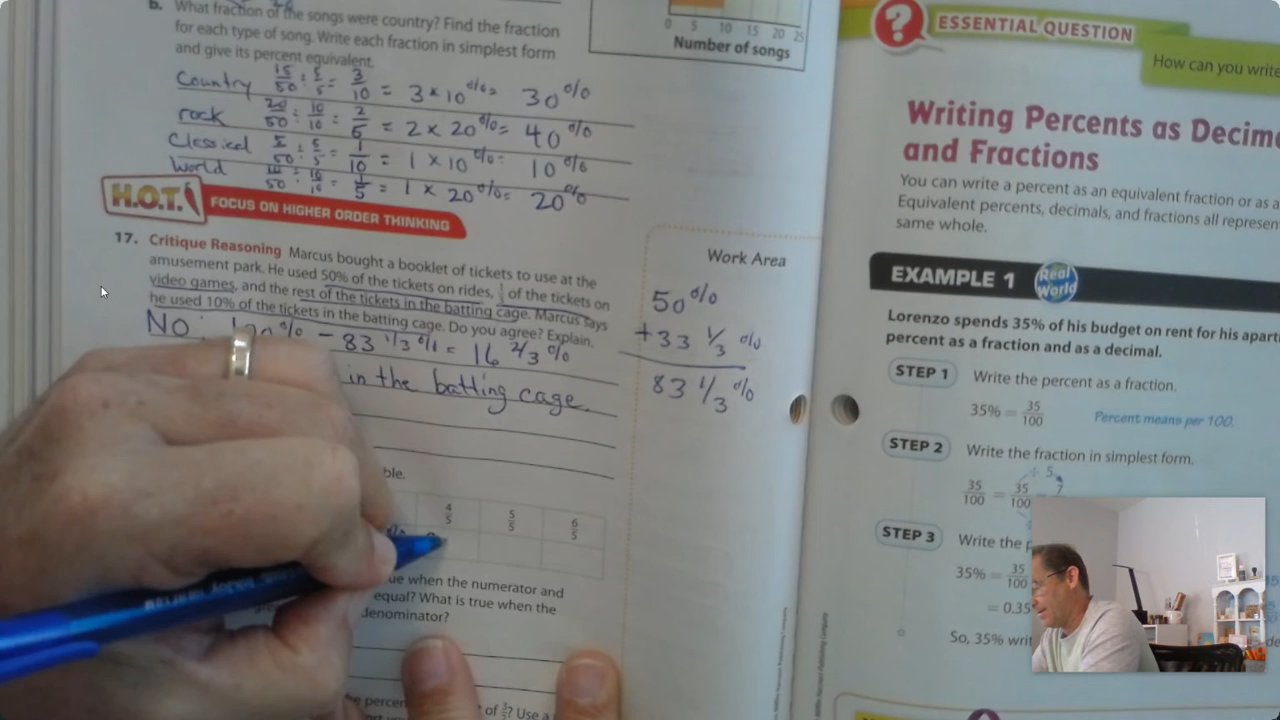 b. What fraction of the songs were country? Find the fraction
for each type of song. Write each fraction in simplest form
and give its percent equivalent.
0 5 10 15 20 25
Number of songs
Country 15/50 ÷ 5/5 = 3/10 = 3 × 10% = 30%
rock 20/50 ÷ 10/10 = 2/5 = 2 × 20% = 40%
Classical 5/50 ÷ 5/5 = 1/10 = 1 × 10% = 10%
World 10/50 ÷ 10/10 = 1/5 = 1 × 20% = 20%
H.O.T. FOCUS ON HIGHER ORDER THINKING
17. Critique Reasoning Marcus bought a booklet of tickets to use at the
amusement park. He used 50% of the tickets on rides, 1/3 of the tickets on
video games, and the rest of the tickets in the batting cage. Marcus says
he used 10% of the tickets in the batting cage. Do you agree? Explain.
No; − 83 1/3 % = 16 2/3 %
in the batting cage.
Work Area
50%
+33 1/3 %
83 1/3 %
4/5 5/5 6/5
when the numerator and
equal? What is true when the
denominator?
of 3/2? Use a
? ESSENTIAL QUESTION
How can you write
Writing Percents as
and Fractions
You can write a percent as an equivalent fraction or as a
Equivalent percents, decimals, and fractions all
same whole.
EXAMPLE 1 Real World
Lorenzo spends 35% of his budget on rent for his
percent as a fraction and as a decimal.
STEP 1 Write the percent as a fraction.
35% = 35/100 Percent means per 100.
STEP 2 Write the fraction in simplest form.
÷ 5
35/100 = 35/100 = 7
STEP 3 Write the
35% = 35/100
= 0.35
So, 35%